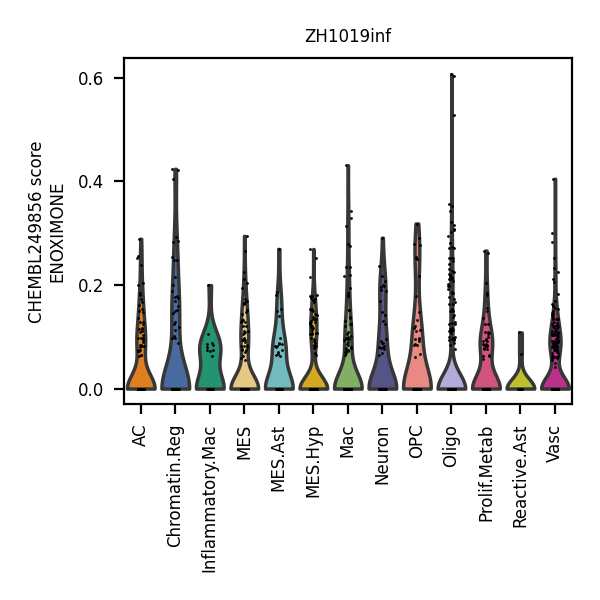 ZH1019inf
CHEMBL249856 score
ENOXIMONE
0.6
0.4
0.2
0.0
AC
Chromatin.Reg
Inflammatory.Mac
MES
MES.Ast
MES.Hyp
Mac
Neuron
OPC
Oligo
Prolif.Metab
Reactive.Ast
Vasc